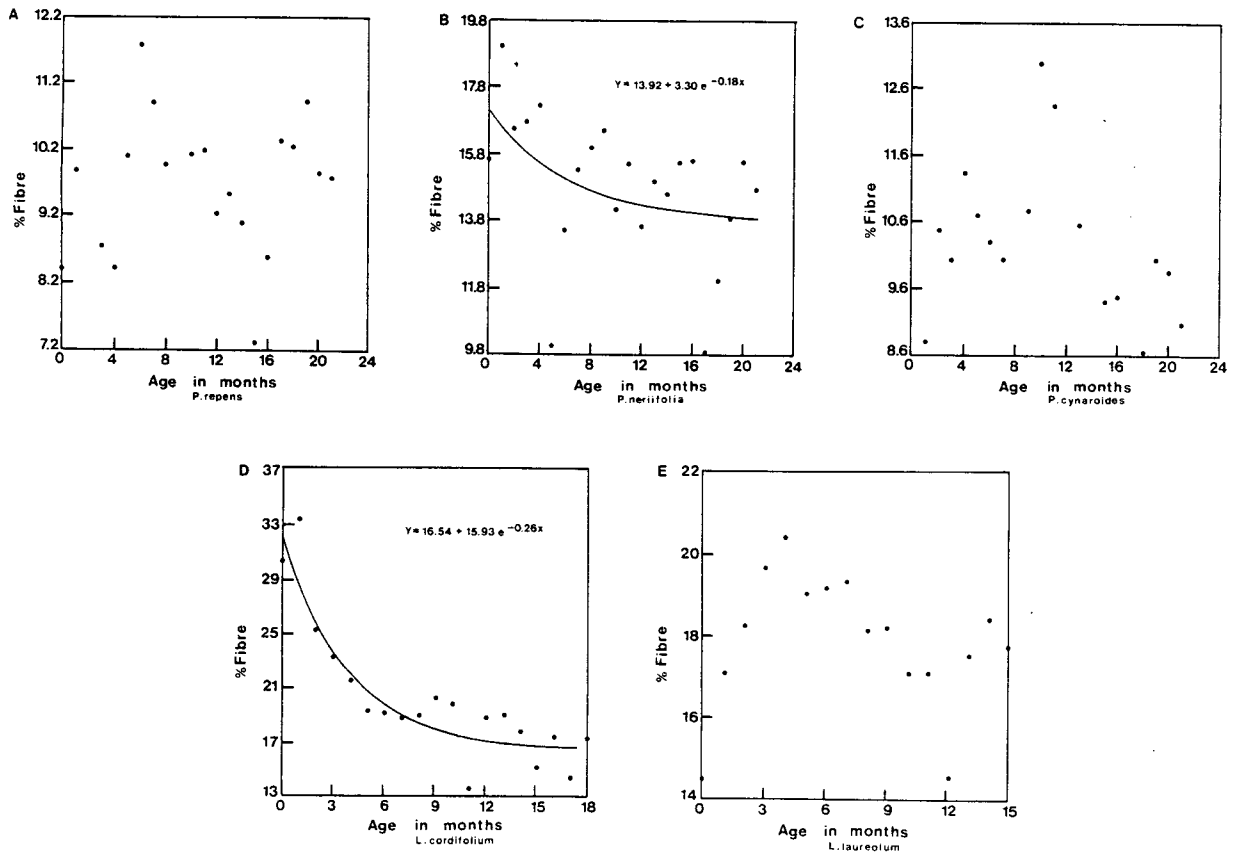 A
12.2
11.2
10.2
9.2
8.2
7.2
%Fibre
0 4 8 12 16 20 24
Age in months
P.repens
B
19.8
17.8
15.8
13.8
11.8
9.8
%Fibre
Y = 13.92 + 3.30 e^-0.18x
0 4 8 12 16 20 24
Age in months
P.neriifolia
C
13.6
12.6
11.6
10.6
9.6
8.6
%Fibre
0 4 8 12 16 20 24
Age in months
P.cynaroides
D
37
33
29
25
21
17
13
%Fibre
Y = 16.54 + 15.93 e^-0.26x
0 3 6 9 12 15 18
Age in months
L.cordifolium
E
22
20
18
16
14
%Fibre
0 3 6 9 12 15
Age in months
L.laureolum